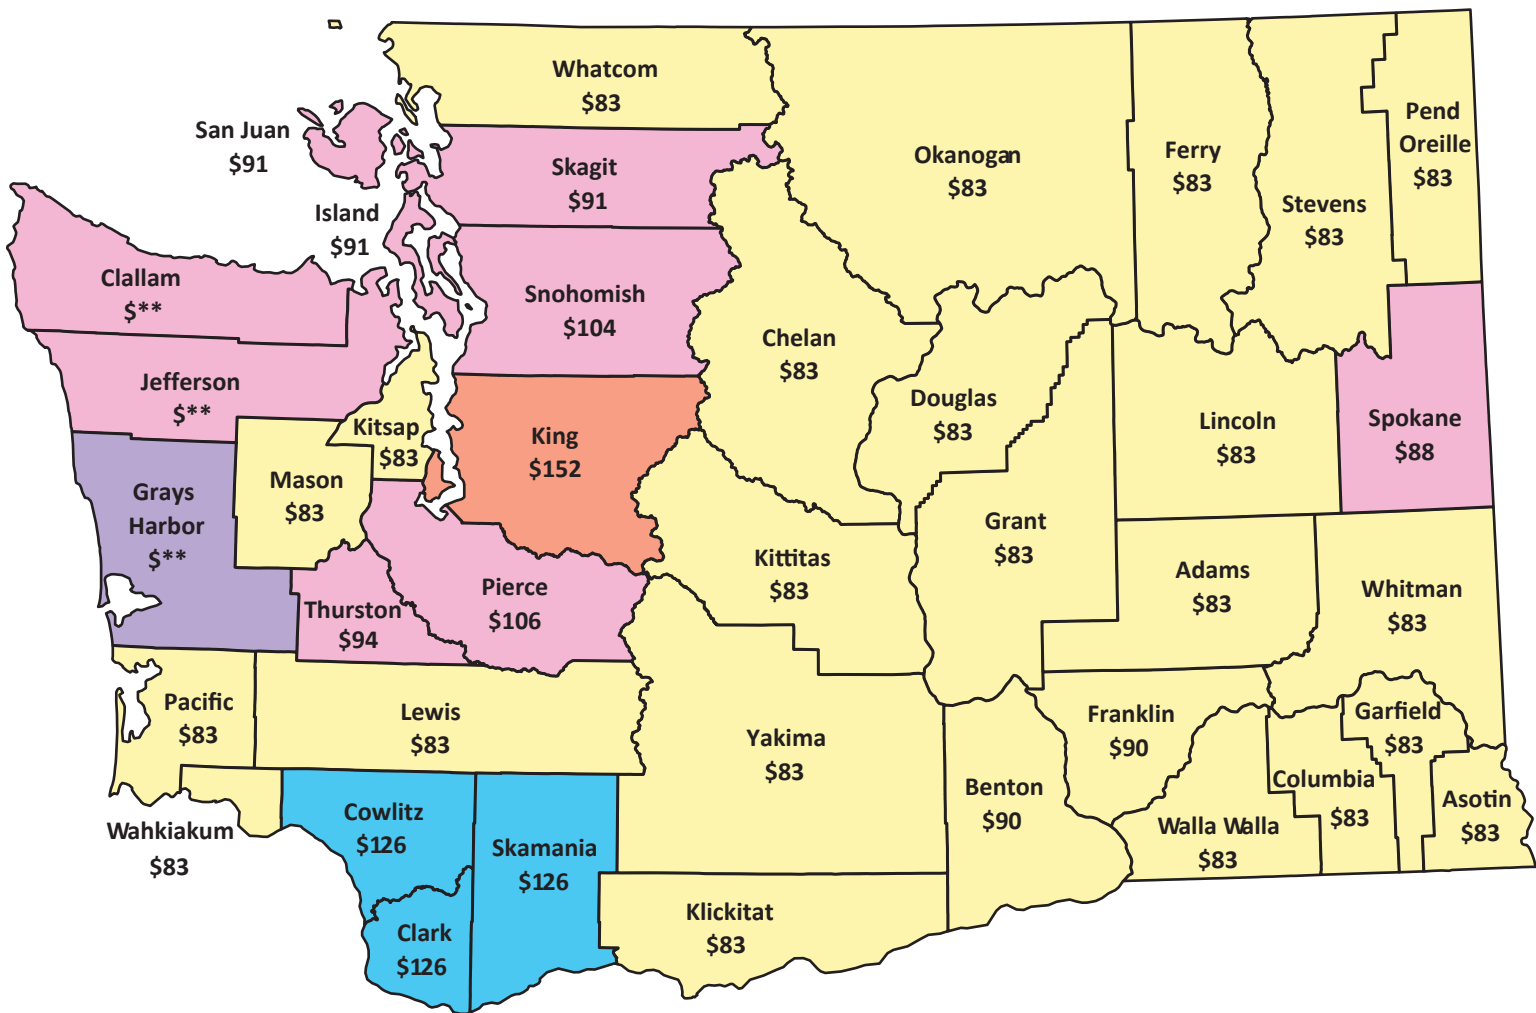 Whatcom
$83
San Juan
$91
Skagit
$91
Island
$91
Okanogan
$83
Ferry
$83
Stevens
$83
Pend
Oreille
$83
Clallam
$**
Snohomish
$104
Chelan
$83
Jefferson
$**
Kitsap
$83
King
$152
Douglas
$83
Lincoln
$83
Spokane
$88
Grays
Harbor
$**
Mason
$83
Grant
$83
Kittitas
$83
Adams
$83
Whitman
$83
Thurston
$94
Pierce
$106
Pacific
$83
Lewis
$83
Yakima
$83
Franklin
$90
Garfield
$83
Benton
$90
Columbia
$83
Asotin
$83
Walla Walla
$83
Wahkiakum
$83
Cowlitz
$126
Skamania
$126
Clark
$126
Klickitat
$83